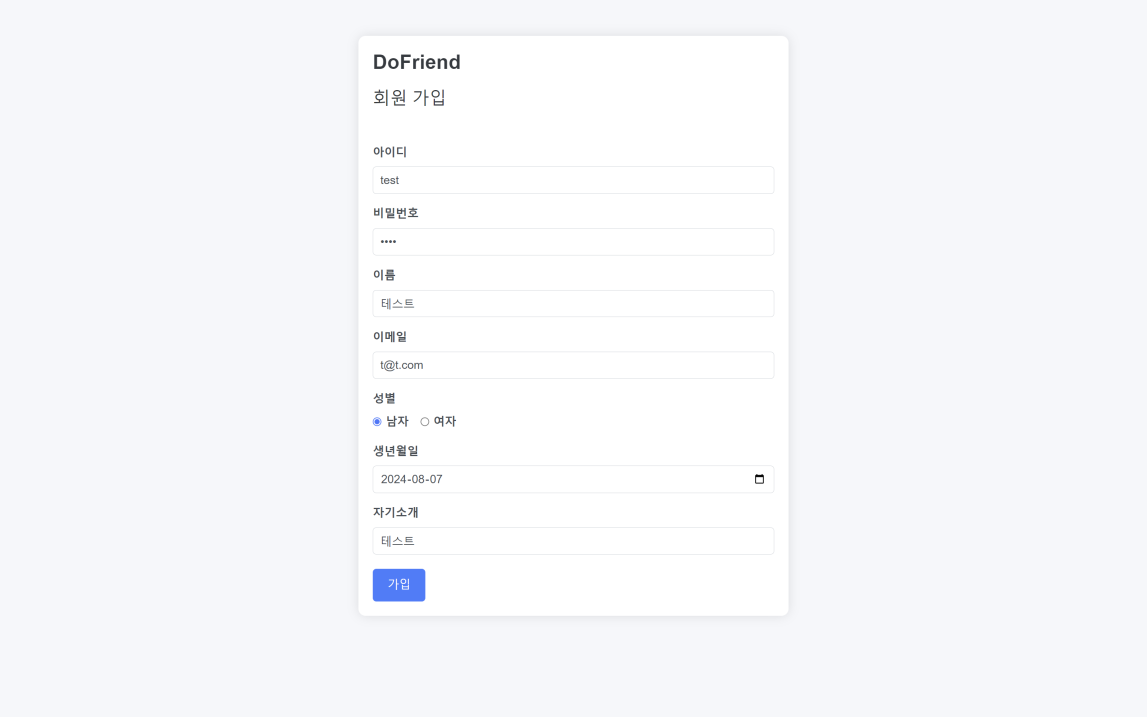 DoFriend
회원 가입
아이디
test
비밀번호
••••
이름
테스트
이메일
t@t.com
성별
남자 여자
생년월일
2024-08-07
자기소개
테스트
가입